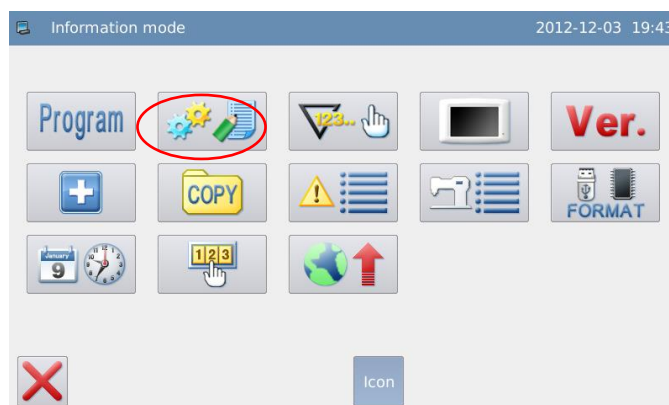 Information mode 2012-12-03 19:43
Program 123.. Ver.
COPY FORMAT
January 9 123
Icon